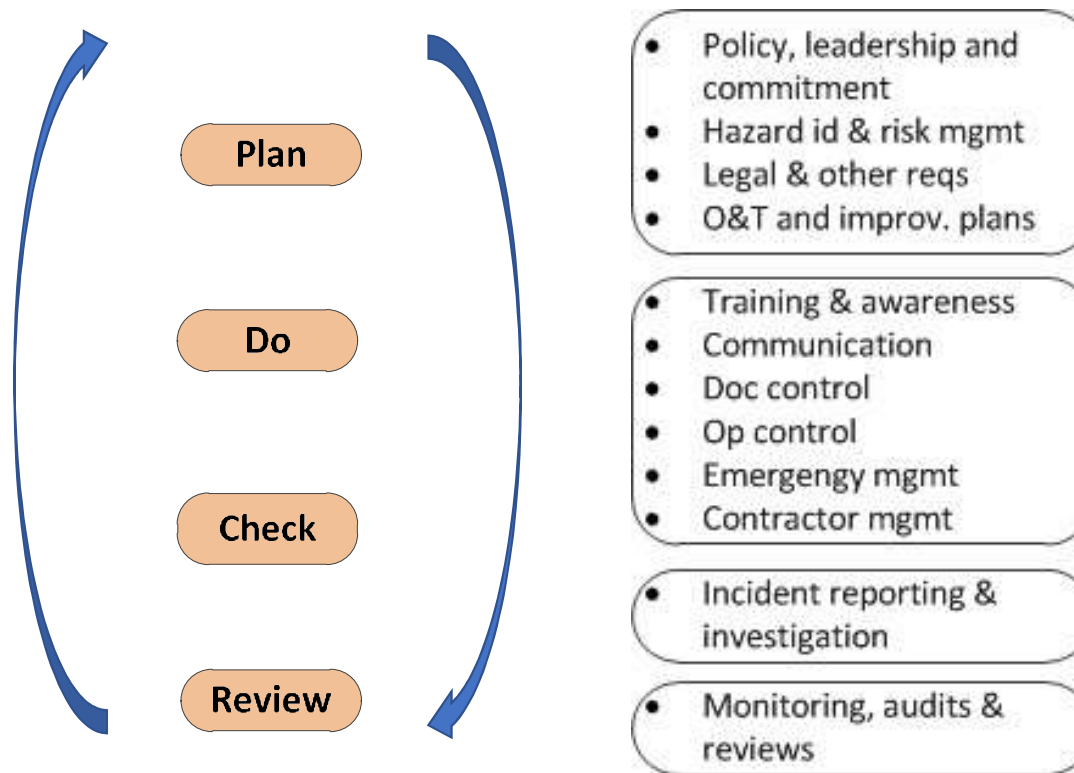 Plan
Do
Check
Review
• Policy, leadership and
commitment
• Hazard id & risk mgmt
• Legal & other reqs
• O&T and improv. plans
• Training & awareness
• Communication
• Doc control
• Op control
• Emergengy mgmt
• Contractor mgmt
• Incident reporting &
investigation
• Monitoring, audits &
reviews